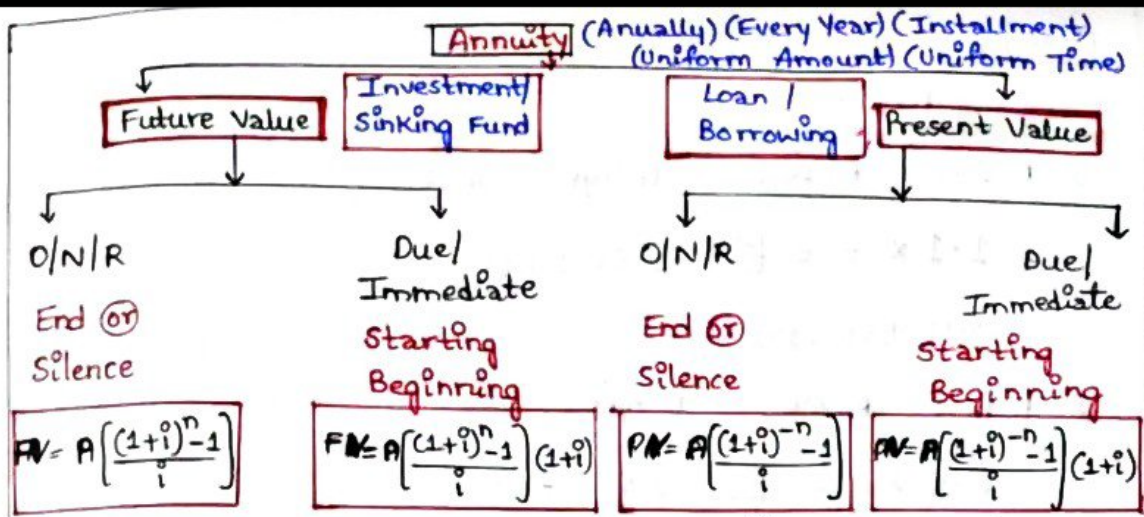 Annuity (Anually) (Every Year) (Installment)
(Uniform Amount) (Uniform Time)
Future Value
Investment/
Sinking Fund
Loan /
Borrowing
Present Value
O/N/R
End or
Silence
FV= A[((1+i)^n-1)/i]
Due/
Immediate
Starting
Beginning
FV= A[((1+i)^n-1)/i] (1+i)
O/N/R
End or
Silence
PV= A[((1+i)^-n-1)/i]
Due/
Immediate
Starting
Beginning
PV= A[((1+i)^-n-1)/i] (1+i)